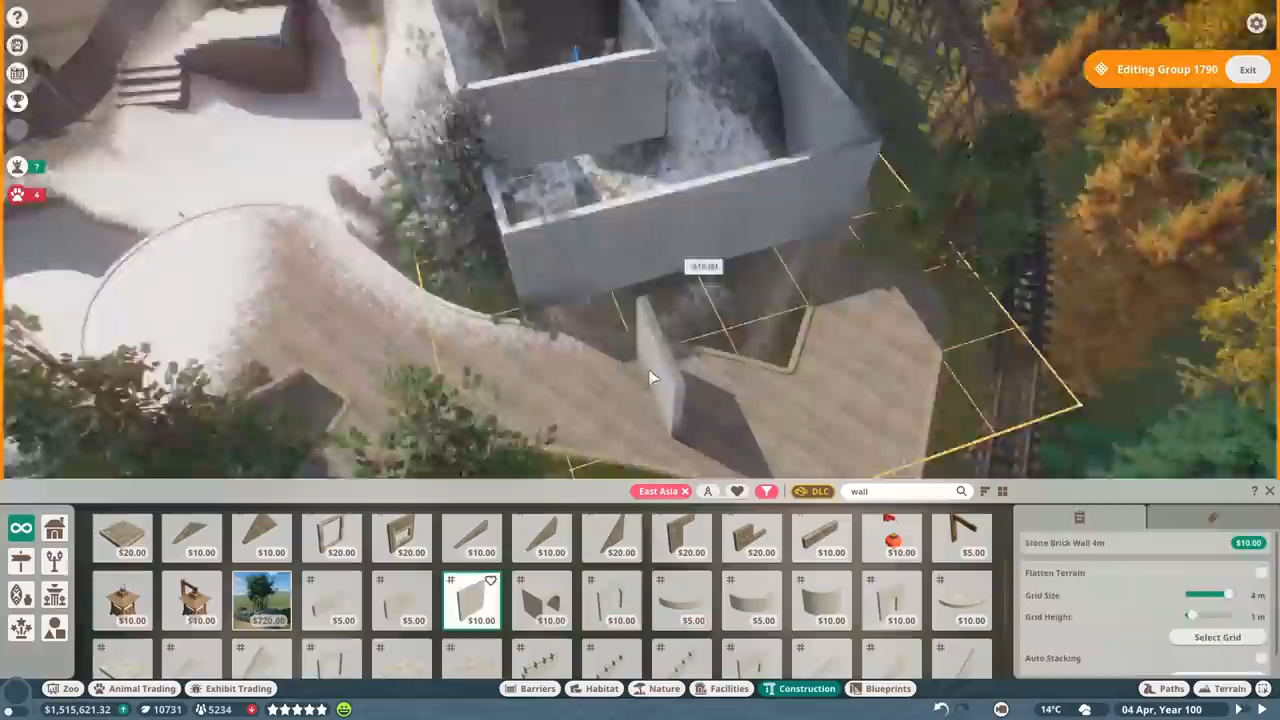 ?
Editing Group 1790
Exit
7
4
East Asia ×
DLC
wall
? ×
$20.00 $10.00 $10.00 $20.00 $20.00 $10.00 $10.00 $20.00 $20.00 $20.00 $10.00 $10.00 $5.00
Stone Brick Wall 4m $10.00
Flatten Terrain
Grid Size 4 m
Grid Height: 1 m
$10.00 $10.00 $720.00 $5.00 $5.00 $10.00 $10.00 $10.00 $5.00 $5.00 $10.00 $10.00 $10.00
Select Grid
Auto Stacking
Zoo Animal Trading Exhibit Trading Barriers Habitat Nature Facilities Construction Blueprints Paths Terrain
$1,515,621.32 10731 5234 14°C 04 Apr, Year 100